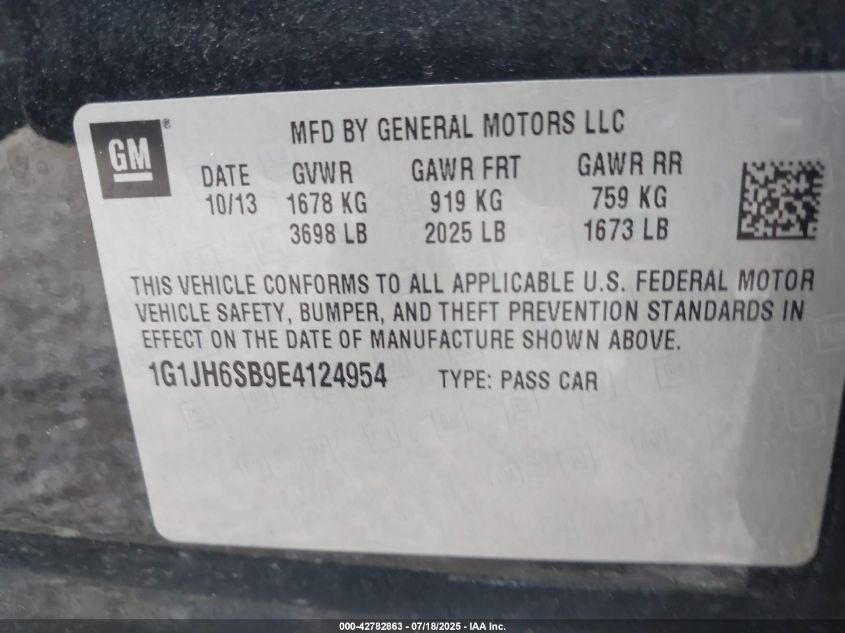 GM®
MFD BY GENERAL MOTORS LLC
DATE GVWR GAWR FRT GAWR RR
10/13 1678 KG 919 KG 759 KG
3698 LB 2025 LB 1673 LB
THIS VEHICLE CONFORMS TO ALL APPLICABLE U.S. FEDERAL MOTOR
VEHICLE SAFETY, BUMPER, AND THEFT PREVENTION STANDARDS IN
EFFECT ON THE DATE OF MANUFACTURE SHOWN ABOVE.
1G1JH6SB9E4124954 TYPE: PASS CAR
000-42782863 | 07/18/2025 | IAA Inc.